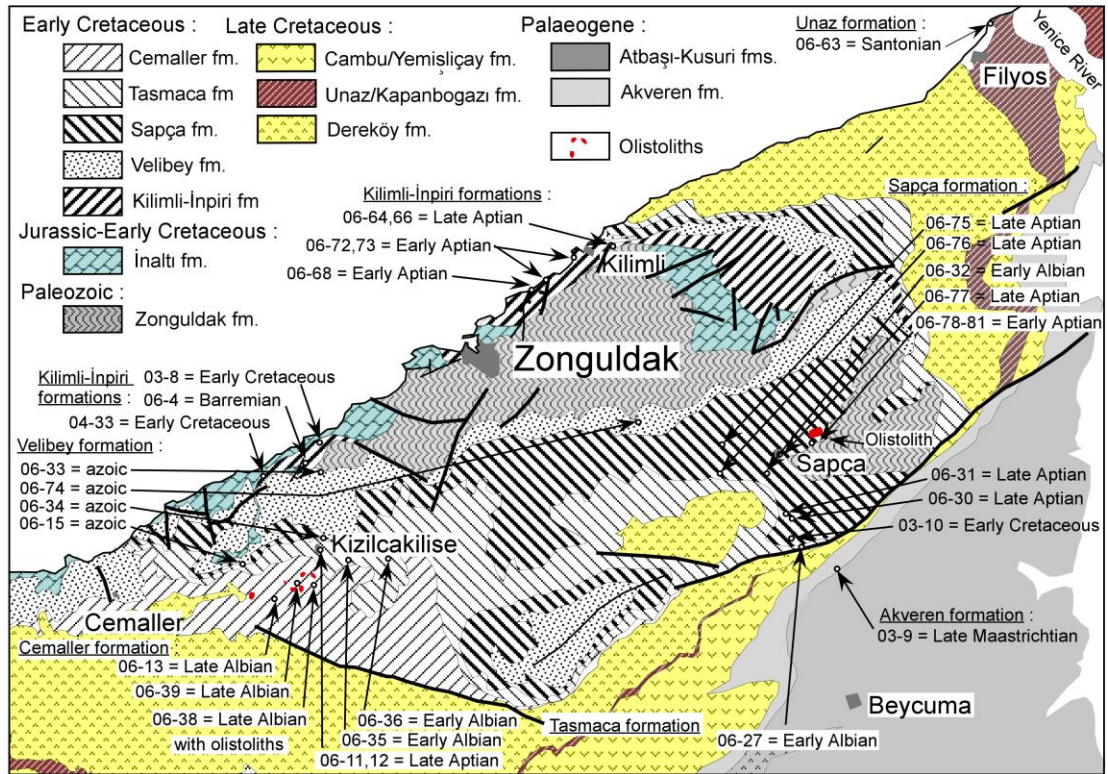 Early Cretaceous :
Cemaller fm.
Tasmaca fm
Sapça fm.
Velibey fm.
Kilimli-İnpiri fm
Jurassic-Early Cretaceous :
İnaltı fm.
Paleozoic :
Zonguldak fm.
Late Cretaceous :
Cambu/Yemişliçay fm.
Unaz/Kapanbogazı fm.
Dereköy fm.
Palaeogene :
Atbaşı-Kusuri fms.
Akveren fm.
Olistoliths
Unaz formation :
06-63 = Santonian
Yenice River
Filyos
Kilimli-İnpiri formations :
06-64,66 = Late Aptian
06-72,73 = Early Aptian
06-68 = Early Aptian
Kilimli
Sapça formation :
06-75 = Late Aptian
06-76 = Late Aptian
06-32 = Early Albian
06-77 = Late Aptian
06-78-81 = Early Aptian
Zonguldak
Kilimli-İnpiri
formations :
03-8 = Early Cretaceous
06-4 = Barremian
04-33 = Early Cretaceous
Velibey formation :
06-33 = azoic
06-74 = azoic
06-34 = azoic
06-15 = azoic
Olistolith
Sapça
06-31 = Late Aptian
06-30 = Late Aptian
03-10 = Early Cretaceous
Kizilcakilise
Cemaller
Cemaller formation :
06-13 = Late Albian
06-39 = Late Albian
06-38 = Late Albian
with olistoliths
06-36 = Early Albian
06-35 = Early Albian
06-11,12 = Late Aptian
Tasmaca formation :
06-27 = Early Albian
Akveren formation :
03-9 = Late Maastrichtian
Beycuma